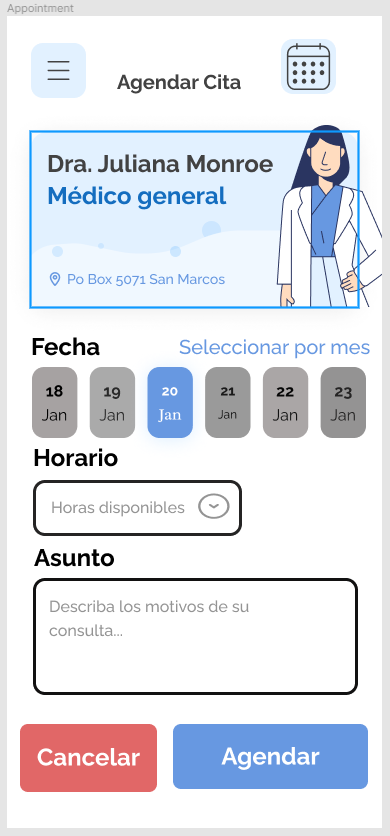 Appointment
Agendar Cita
Dra. Juliana Monroe
Médico general
Po Box 5071 San Marcos
Fecha
Seleccionar por mes
18 19 20 21 22 23
Jan Jan Jan Jan Jan Jan
Horario
Horas disponibles
Asunto
Describa los motivos de su
consulta...
Cancelar
Agendar